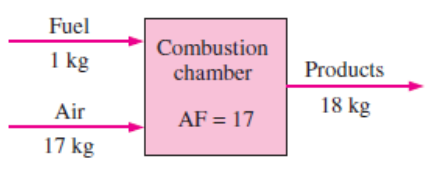 Fuel
1 kg
Air
17 kg
Combustion
chamber
AF = 17
Products
18 kg